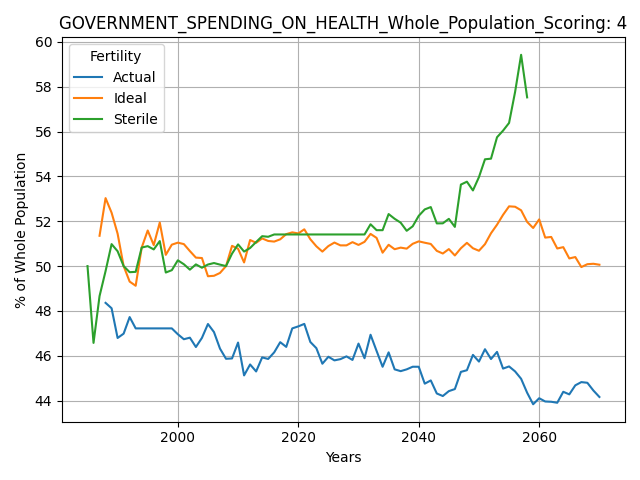 GOVERNMENT_SPENDING_ON_HEALTH_Whole_Population_Scoring: 4
Fertility
Actual
Ideal
Sterile
% of Whole Population
60
58
56
54
52
50
48
46
44
2000
2020
2040
2060
Years